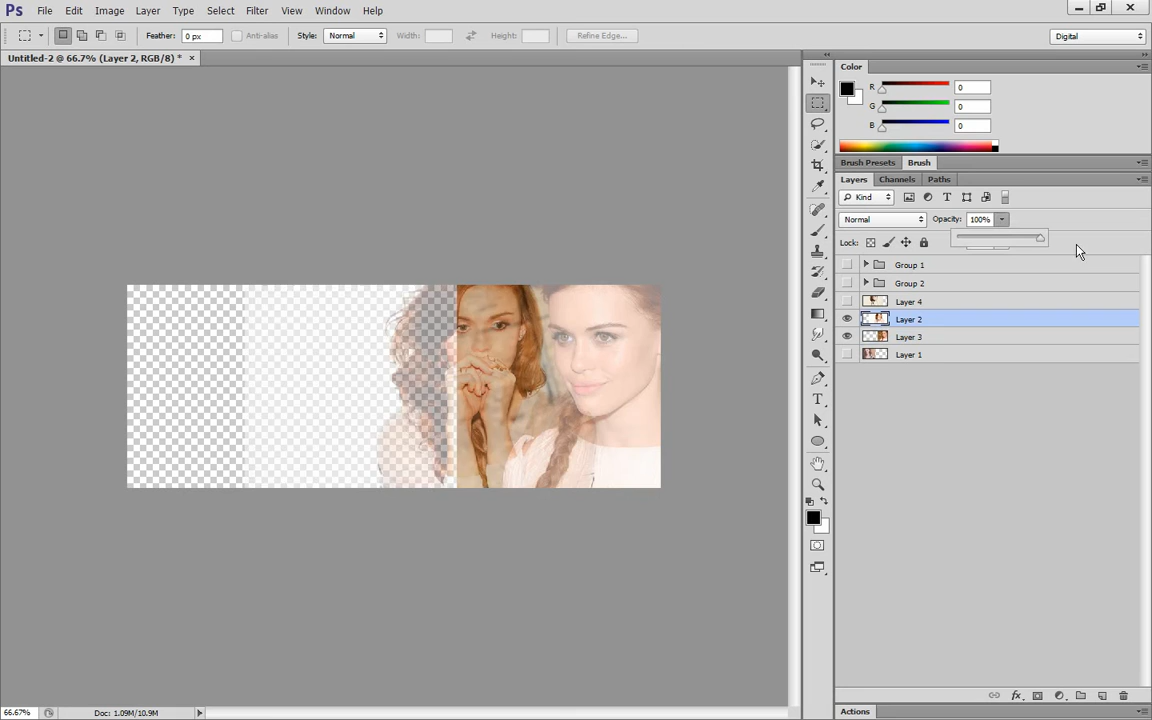 Ps File Edit Image Layer Type Select Filter View Window Help
Feather: 0 px Anti-alias Style: Normal Width: Height: Refine Edge... Digital
Untitled-2 @ 66.7% (Layer 2, RGB/8) * ×
Color
R 0
G 0
B 0
Brush Presets Brush
Layers Channels Paths
Kind T
Normal Opacity: 100%
Lock:
Group 1
Group 2
Layer 4
Layer 2
Layer 3
Layer 1
T
fx
66.67% Doc: 1.09M/10.9M
Actions